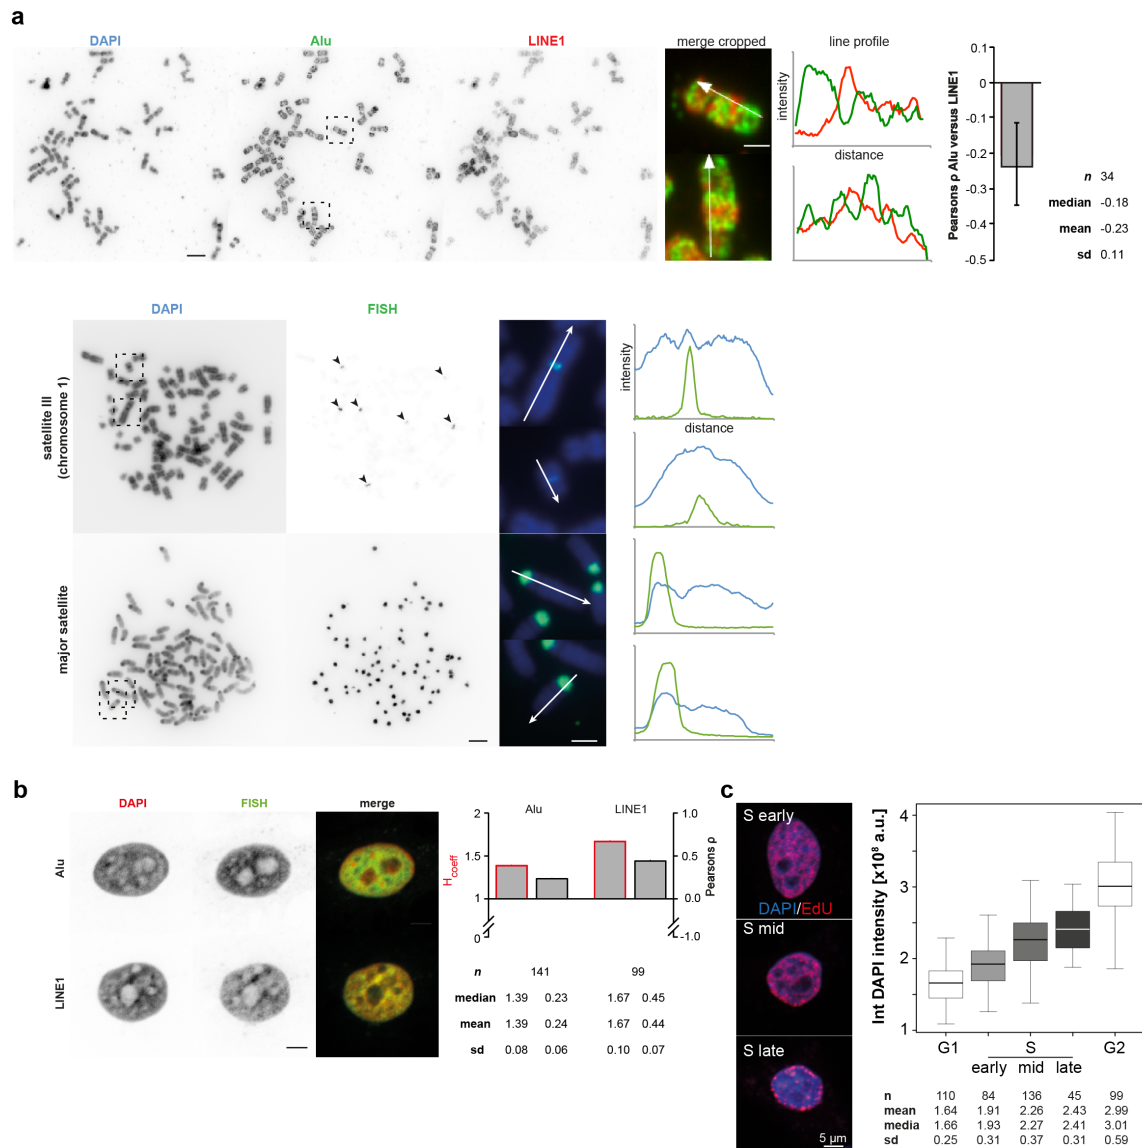 a
DAPI
Alu
LINE1
merge cropped
line profile
intensity
distance
0.1
0
-0.1
-0.2
-0.3
-0.4
-0.5
Pearsons ρ Alu versus LINE1
n 34
median -0.18
mean -0.23
sd 0.11
DAPI
FISH
satellite III
(chromosome 1)
major satellite
intensity
distance
b
DAPI
FISH
merge
Alu
LINE1
Alu
LINE1
2
1.5
1
0
Hcoeff
1.0
0.5
0.0
-1.0
Pearsons ρ
n 141 99
median 1.39 0.23 1.67 0.45
mean 1.39 0.24 1.67 0.44
sd 0.08 0.06 0.10 0.07
c
S early
DAPI/EdU
S mid
S late
5 µm
Int DAPI intensity [x10⁸ a.u.]
4
3
2
1
G1 S G2
early mid late
n 110 84 136 45 99
mean 1.64 1.91 2.26 2.43 2.99
media 1.66 1.93 2.27 2.41 3.01
sd 0.25 0.31 0.37 0.31 0.59